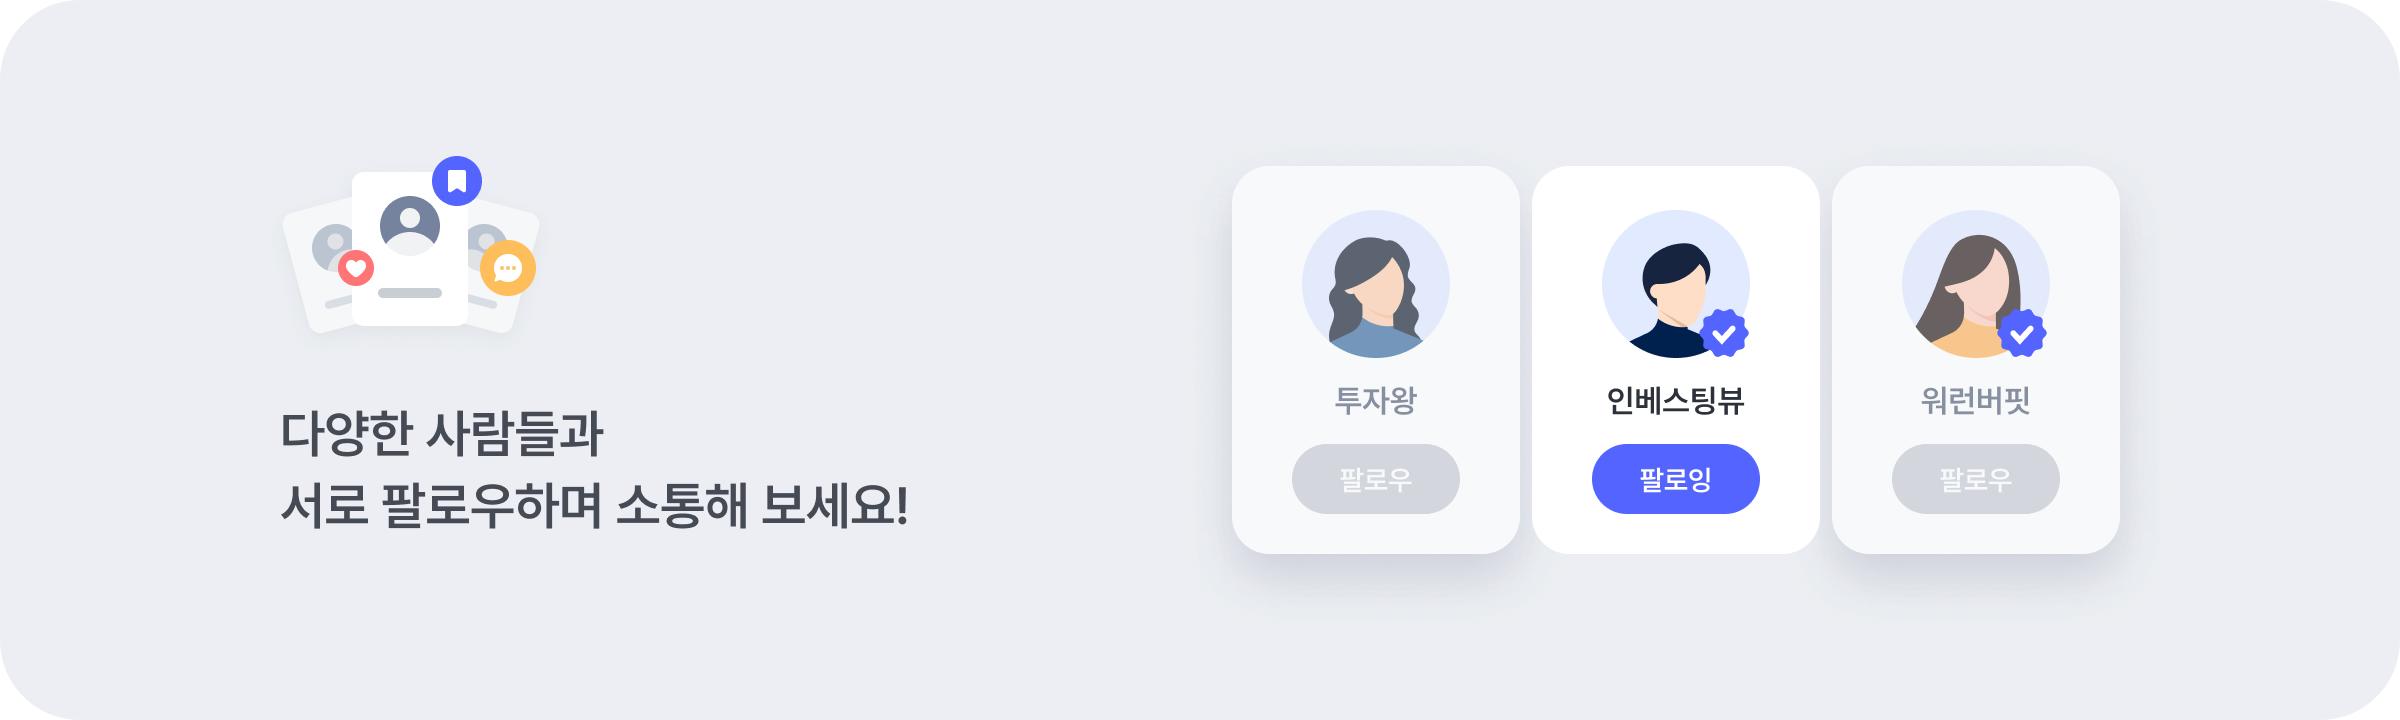 다양한 사람들과
서로 팔로우하며 소통해 보세요!
투자왕
팔로우
인베스팅뷰
팔로잉
워런버핏
팔로우